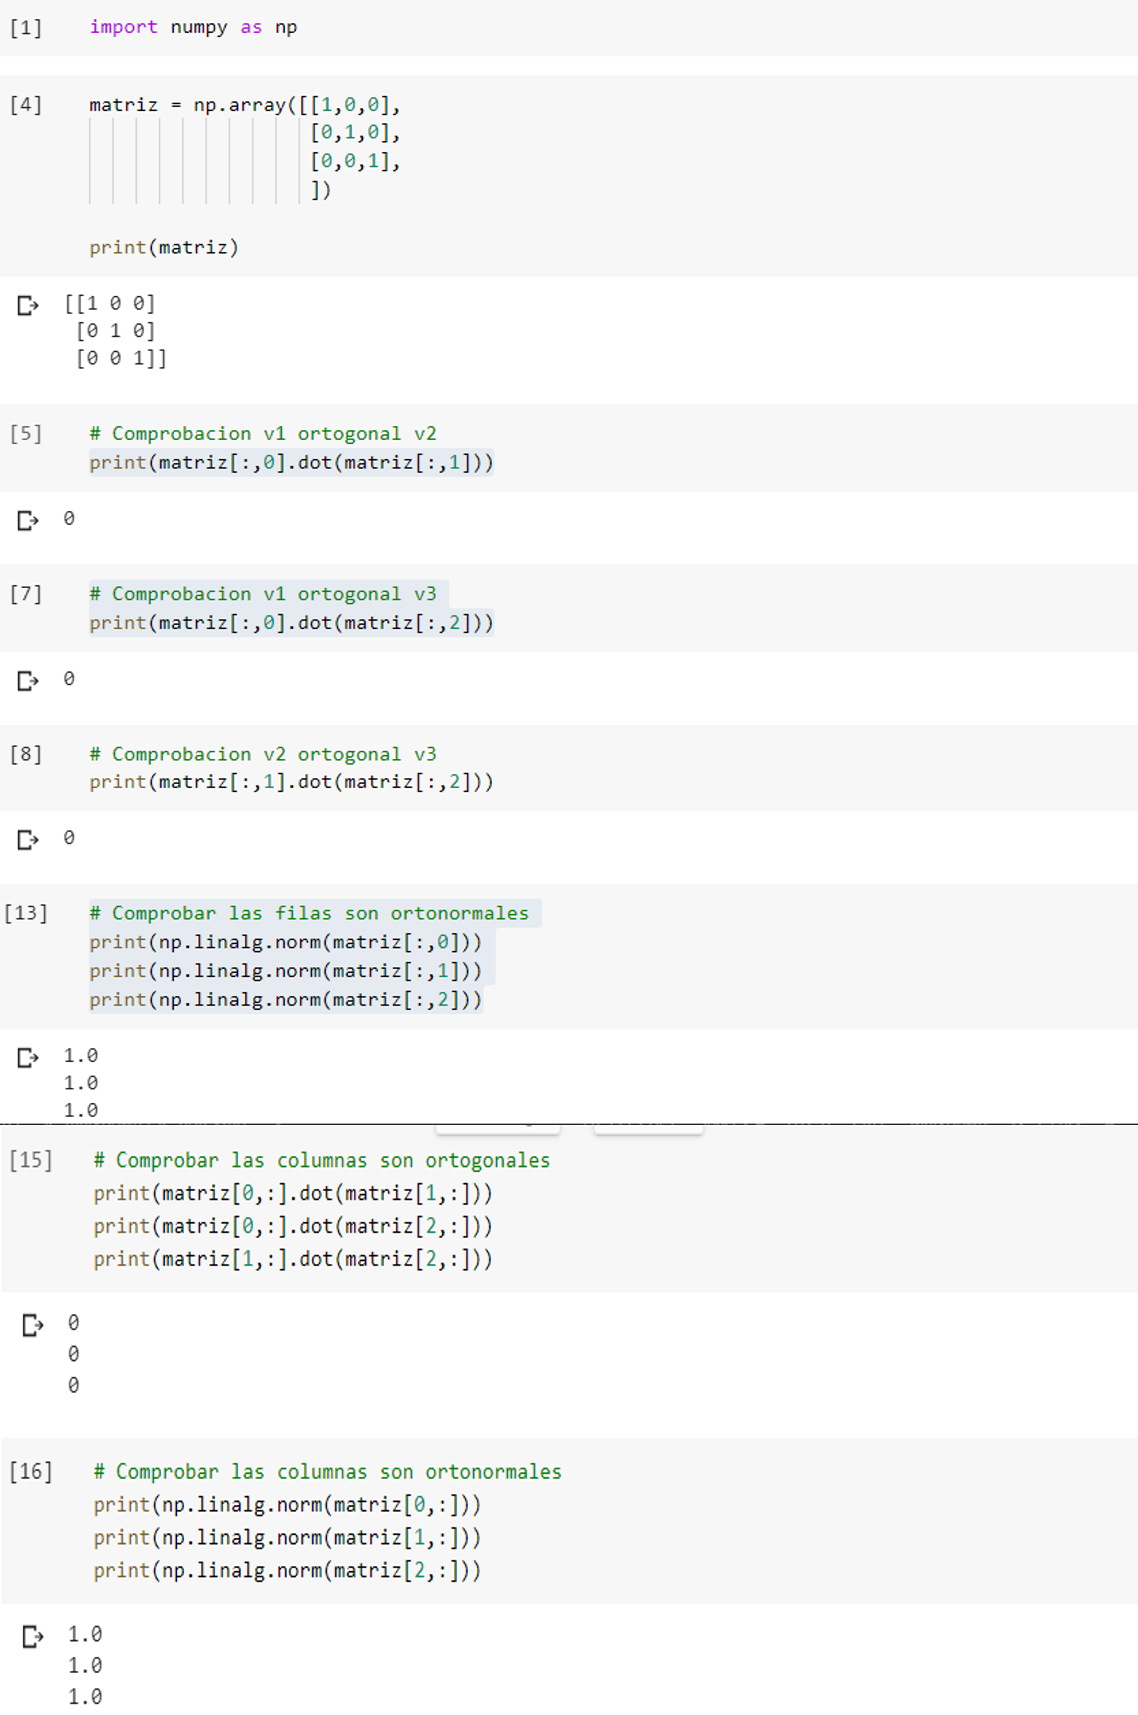 [1] import numpy as np
[4] matriz = np.array([[1,0,0],
[0,1,0],
[0,0,1],
])
print(matriz)
[[1 0 0]
[0 1 0]
[0 0 1]]
[5] # Comprobacion v1 ortogonal v2
print(matriz[:,0].dot(matriz[:,1]))
0
[7] # Comprobacion v1 ortogonal v3
print(matriz[:,0].dot(matriz[:,2]))
0
[8] # Comprobacion v2 ortogonal v3
print(matriz[:,1].dot(matriz[:,2]))
0
[13] # Comprobar las filas son ortonormales
print(np.linalg.norm(matriz[:,0]))
print(np.linalg.norm(matriz[:,1]))
print(np.linalg.norm(matriz[:,2]))
1.0
1.0
1.0
[15] # Comprobar las columnas son ortogonales
print(matriz[0,:].dot(matriz[1,:]))
print(matriz[0,:].dot(matriz[2,:]))
print(matriz[1,:].dot(matriz[2,:]))
0
0
0
[16] # Comprobar las columnas son ortonormales
print(np.linalg.norm(matriz[0,:]))
print(np.linalg.norm(matriz[1,:]))
print(np.linalg.norm(matriz[2,:]))
1.0
1.0
1.0